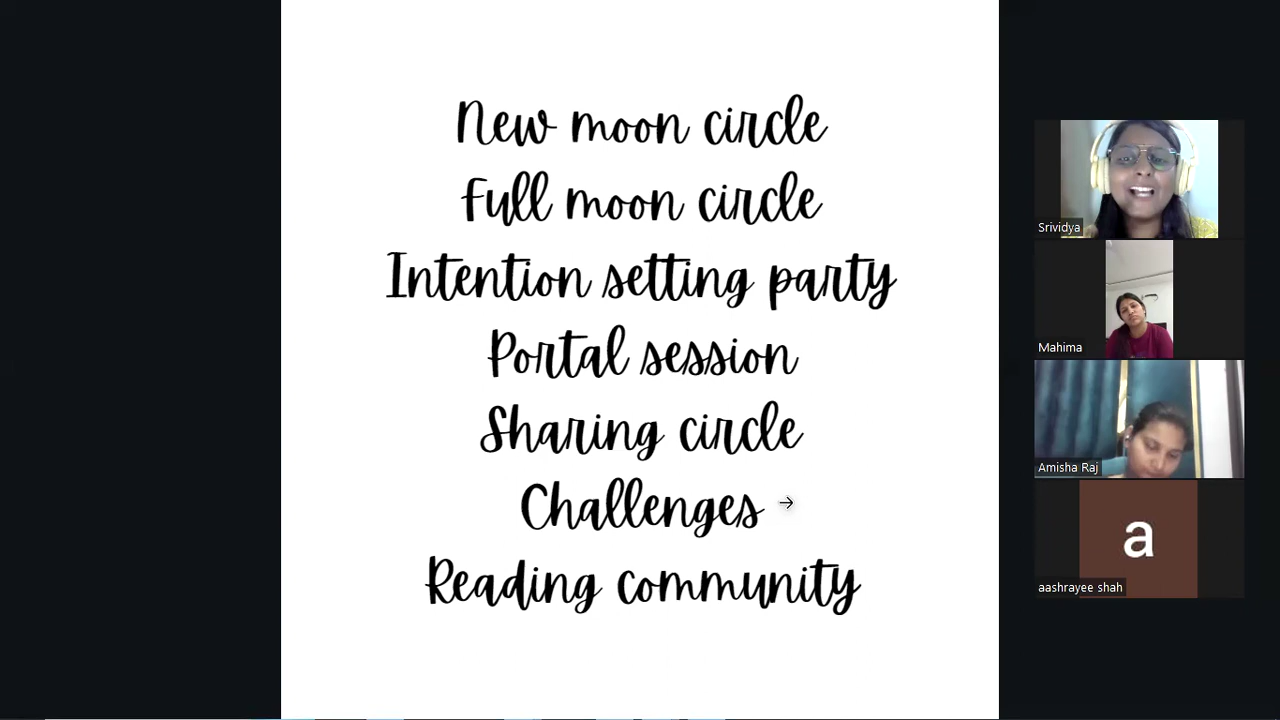 New moon circle
Full moon circle
Intention setting party
Portal session
Sharing circle
Challenges →
Reading community
Srividya
Mahima
Amisha Raj
a
aashrayee shah